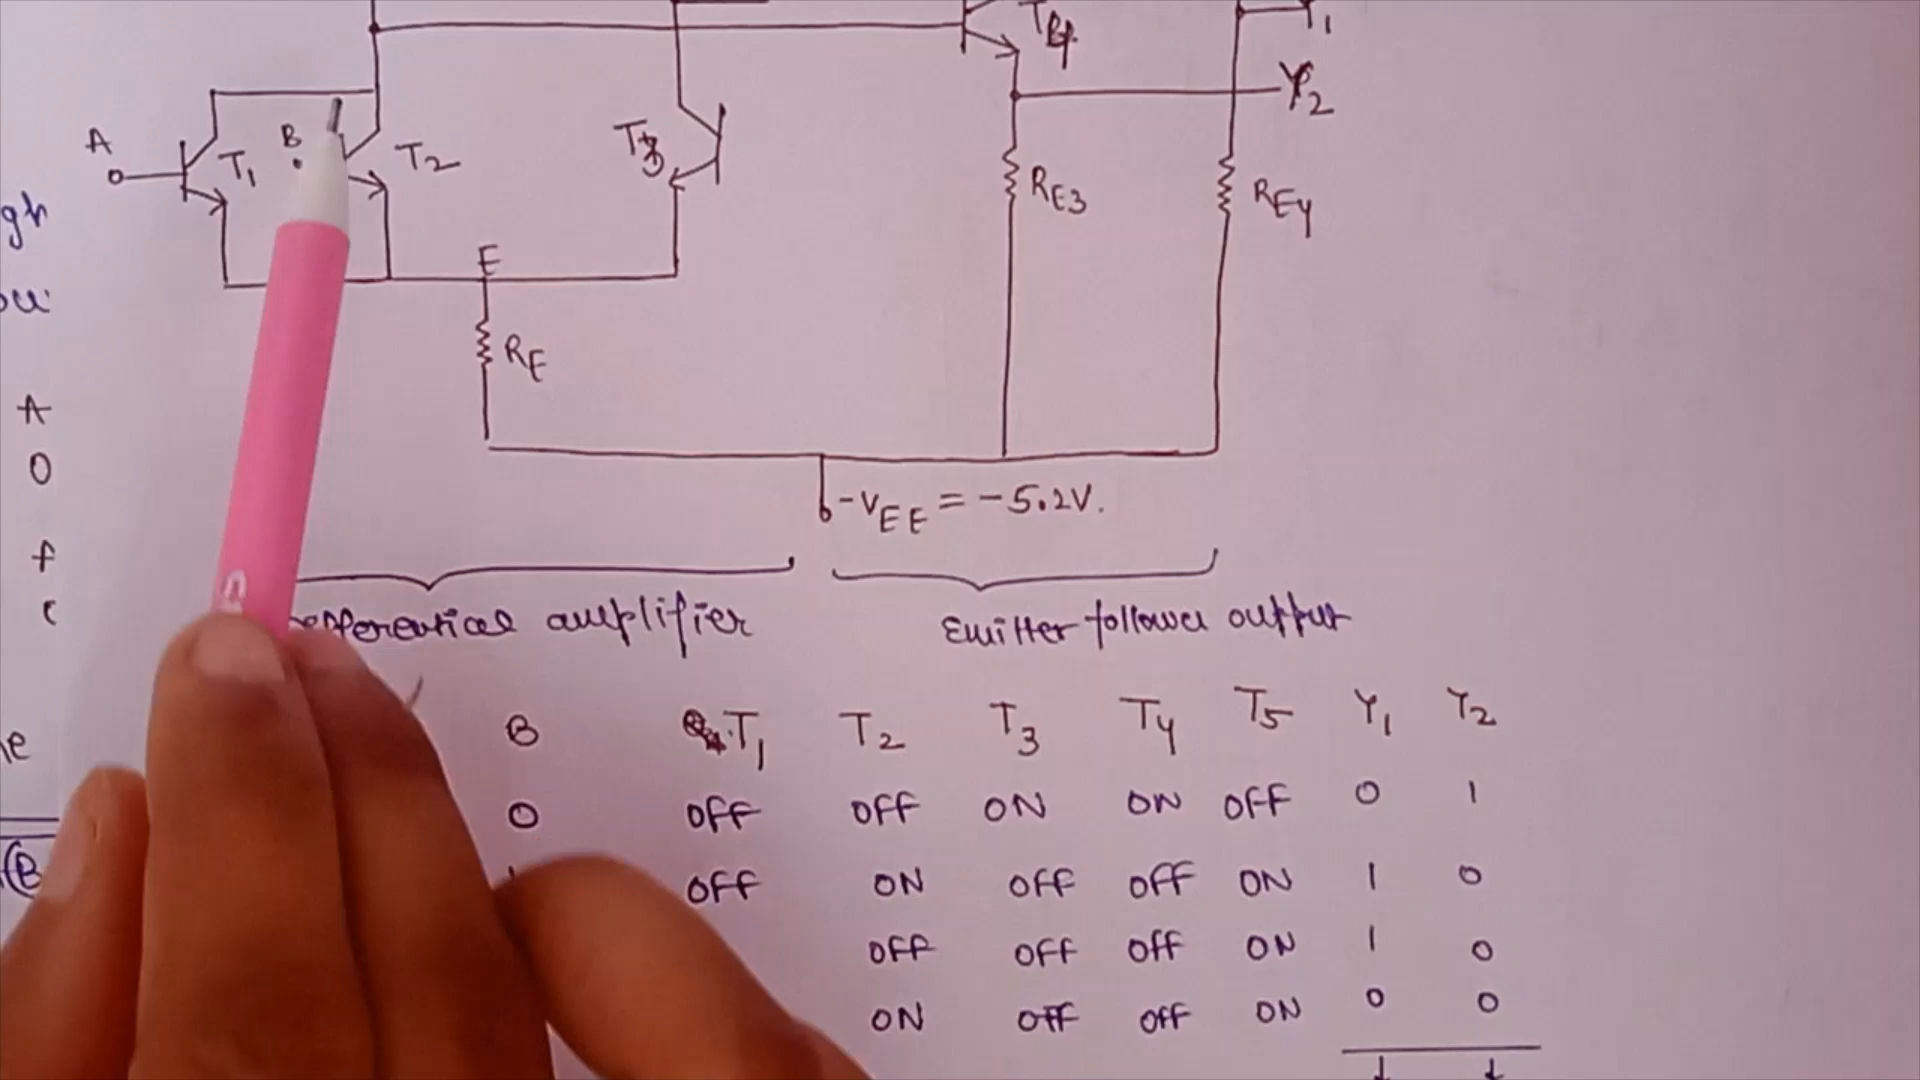 Y1
Y2
A
B
T1
T2
T3
RE3
RE4
gh
E
RE
A
0
-VEE = -5.2V.
amplifier
Emitter follower output
B T1 T2 T3 T4 T5 Y1 Y2
0 OFF OFF ON ON OFF 0 1
OFF ON OFF OFF ON 1 0
OFF OFF OFF ON 1 0
ON OFF OFF ON 0 0